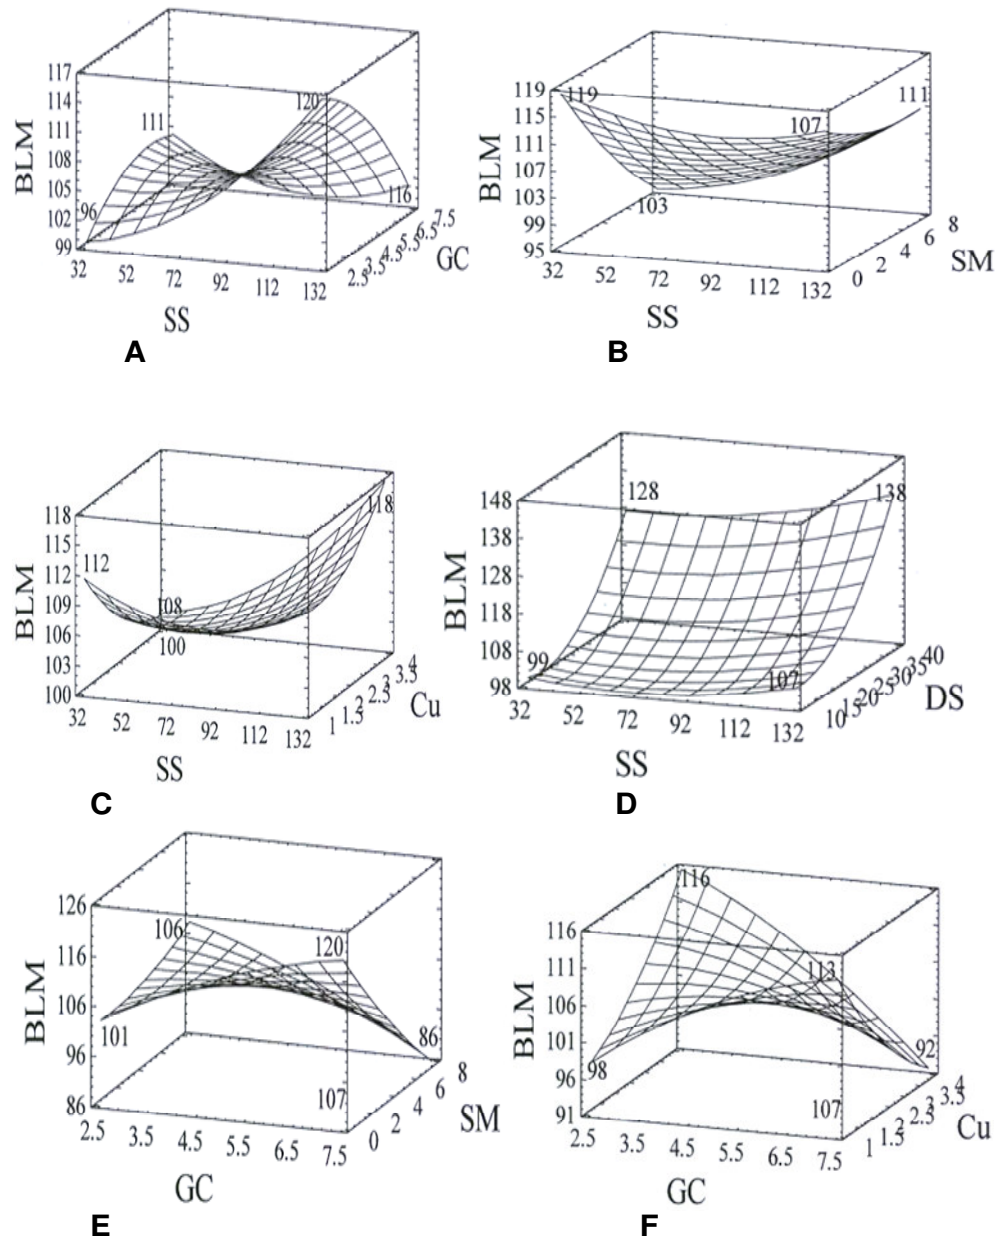 117
114
111
108
105
102
99
BLM
111
120
96
116
32 52 72 92 112 132
2.5 3.5 4.5 5.5 6.5 7.5
GC
SS
A
119
115
111
107
103
99
95
BLM
119
107
111
103
32 52 72 92 112 132
0 2 4 6 8
SM
SS
B
118
115
112
109
106
103
100
BLM
112
108
100
118
32 52 72 92 112 132
1 1.5 2 2.5 3 3.5 4
Cu
SS
C
148
138
128
118
108
98
BLM
128
138
99
107
32 52 72 92 112 132
10 15 20 25 30 35 40
DS
SS
D
126
116
106
96
86
BLM
106
120
101
86
107
2.5 3.5 4.5 5.5 6.5 7.5
0 2 4 6 8
SM
GC
E
116
111
106
101
96
91
BLM
116
113
98
92
107
2.5 3.5 4.5 5.5 6.5 7.5
1 1.5 2 2.5 3 3.5 4
Cu
GC
F